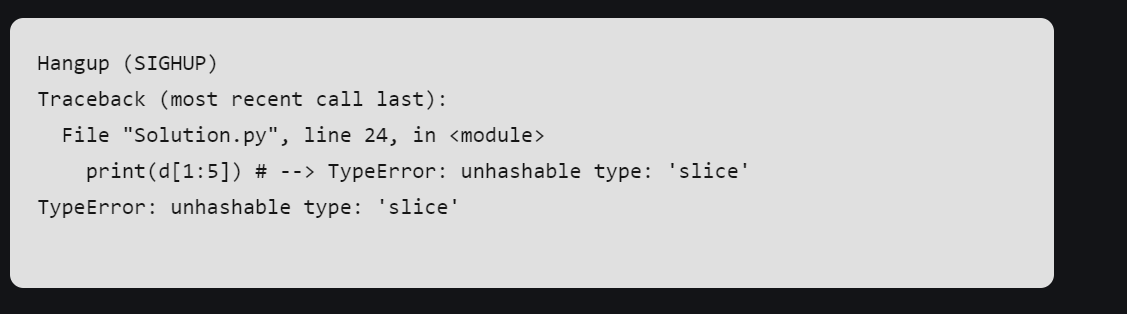 Hangup (SIGHUP)
Traceback (most recent call last):
  File "Solution.py", line 24, in <module>
    print(d[1:5]) # --> TypeError: unhashable type: 'slice'
TypeError: unhashable type: 'slice'